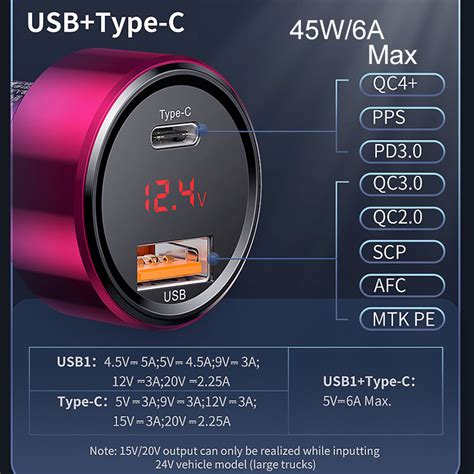 USB+Type-C
45W/6A
Max
QC4+
PPS
PD3.0
QC3.0
QC2.0
SCP
AFC
MTK PE
Type-C
12.4V
USB
USB1: 4.5V⎓5A;5V⎓4.5A;9V⎓3A;
12V⎓3A;20V⎓2.25A
Type-C: 5V⎓3A;9V⎓3A;12V⎓3A;
15V⎓3A;20V⎓2.25A
USB1+Type-C:
5V⎓6A Max.
Note: 15V/20V output can only be realized while inputting
24V vehicle model (large trucks)